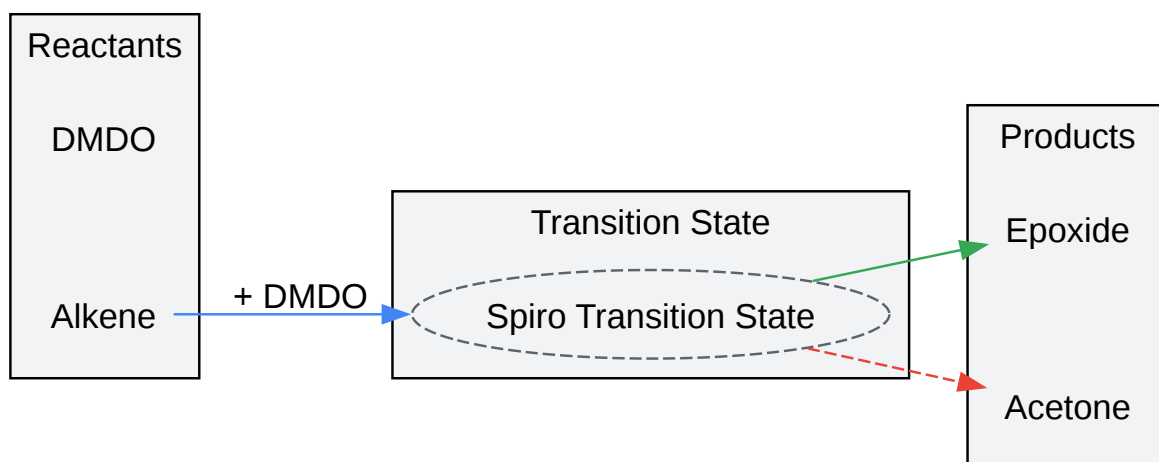 Reactants
DMDO
Alkene
+ DMDO
Transition State
Spiro Transition State
Products
Epoxide
Acetone